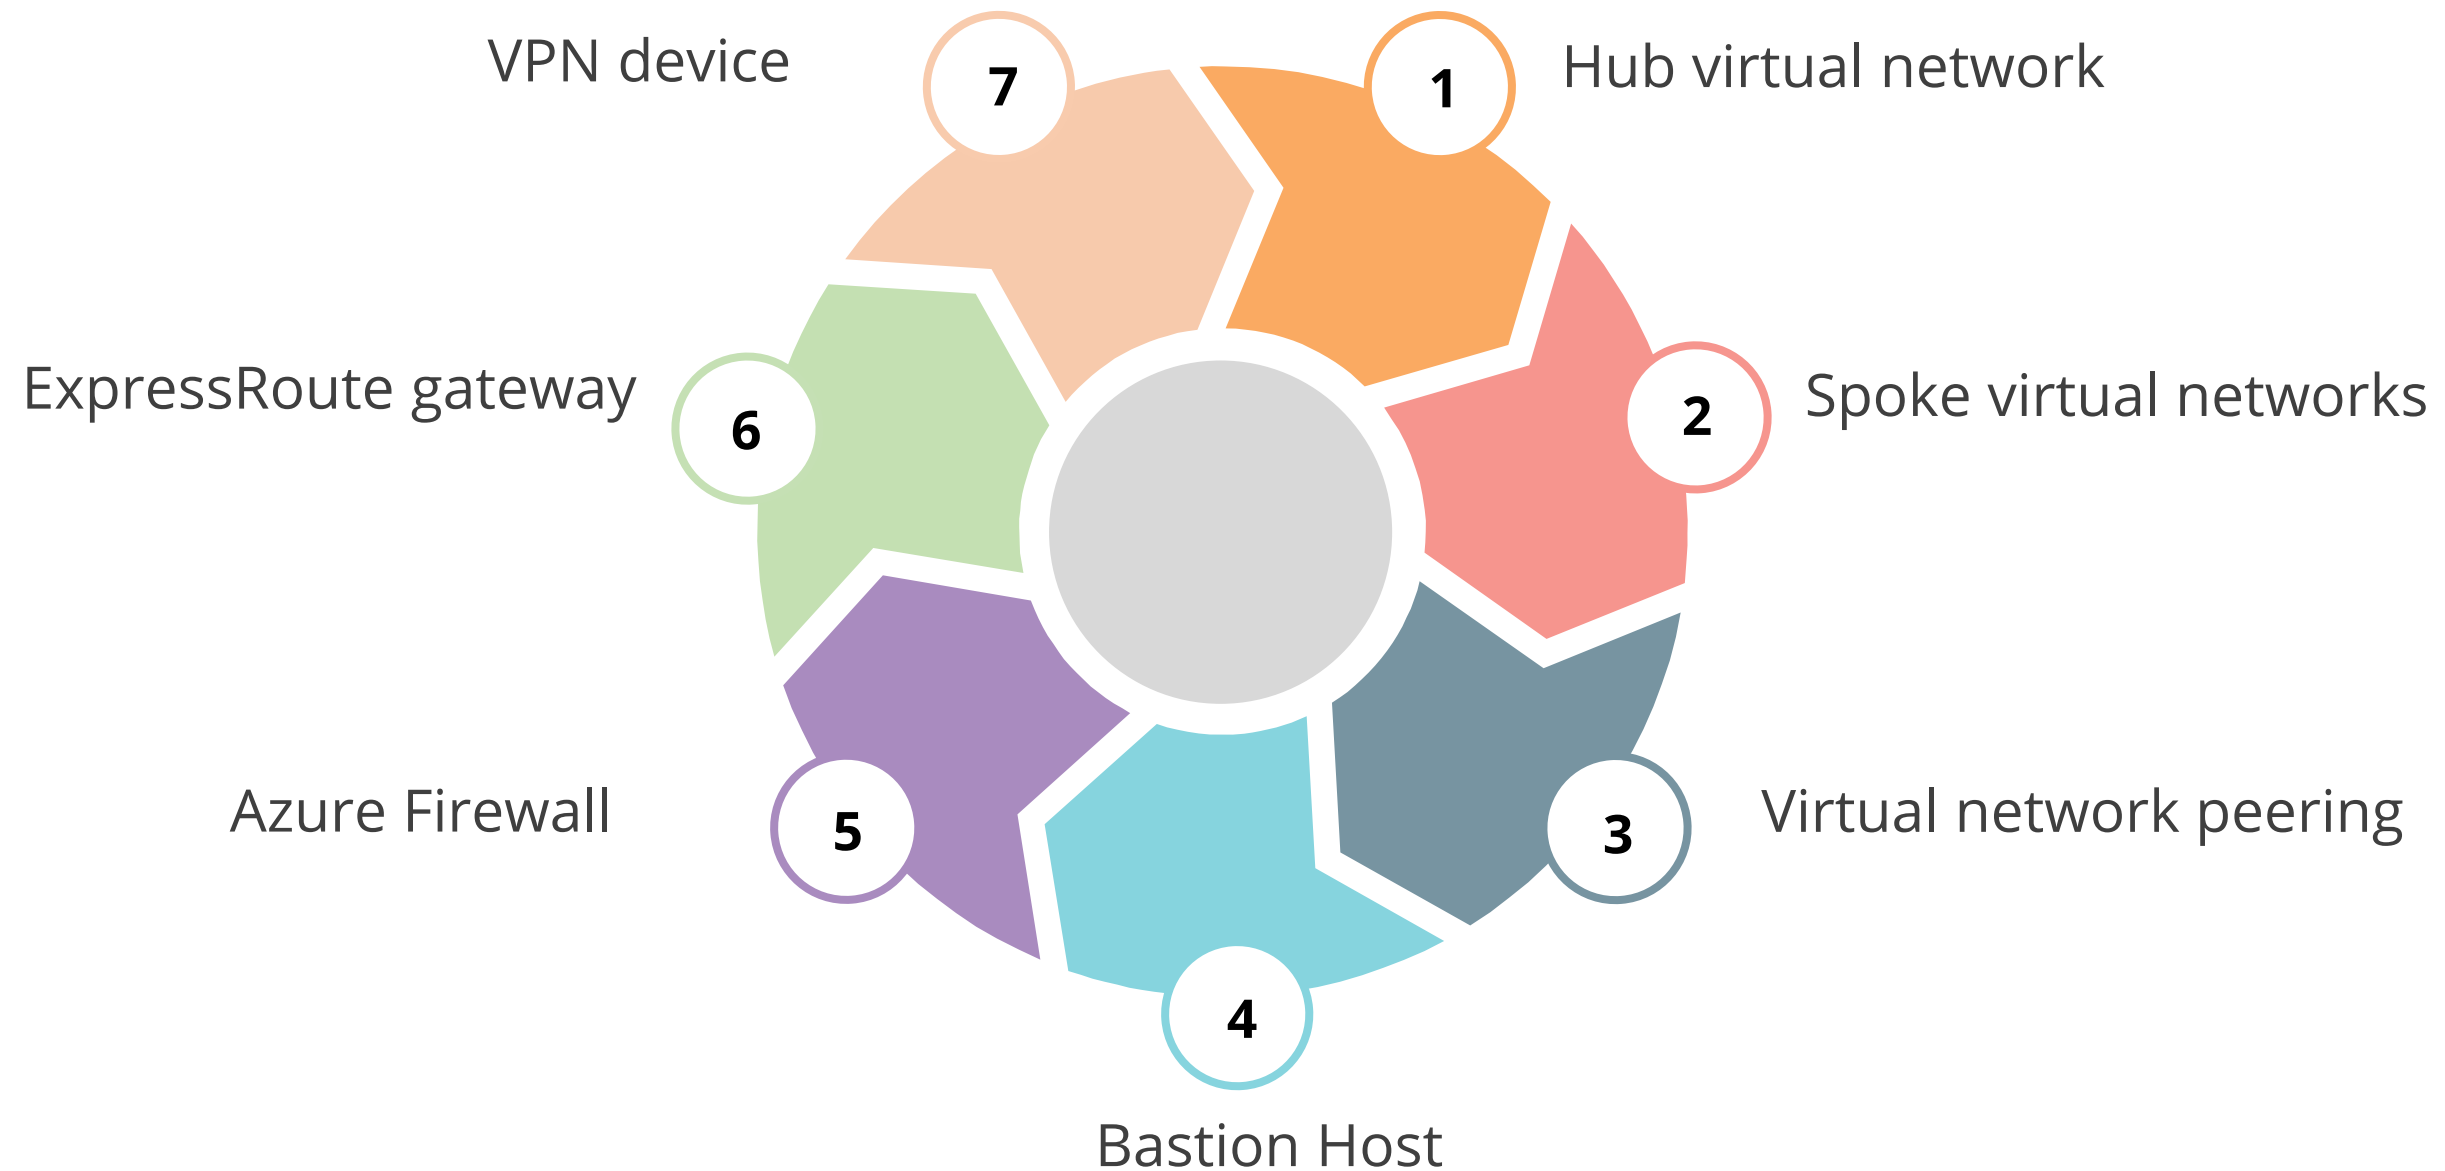 1
Hub virtual network
2
Spoke virtual networks
3
Virtual network peering
4
Bastion Host
5
Azure Firewall
6
ExpressRoute gateway
7
VPN device